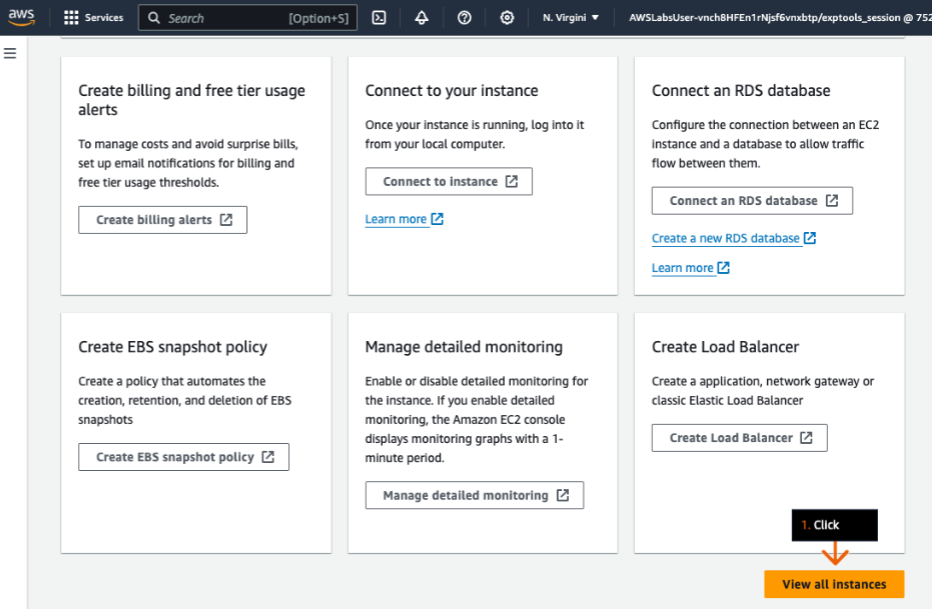 aws
Services
Search
[Option+S]
N. Virgini
AWSLabsUser-vnch8HFEn1rNjsf6vnxbtp/exptools_session @ 752
Create billing and free tier usage
alerts
To manage costs and avoid surprise bills,
set up email notifications for billing and
free tier usage thresholds.
Create billing alerts
Connect to your instance
Once your instance is running, log into it
from your local computer.
Connect to instance
Learn more
Connect an RDS database
Configure the connection between an EC2
instance and a database to allow traffic
flow between them.
Connect an RDS database
Create a new RDS database
Learn more
Create EBS snapshot policy
Create a policy that automates the
creation, retention, and deletion of EBS
snapshots
Create EBS snapshot policy
Manage detailed monitoring
Enable or disable detailed monitoring for
the instance. If you enable detailed
monitoring, the Amazon EC2 console
displays monitoring graphs with a 1-
minute period.
Manage detailed monitoring
Create Load Balancer
Create a application, network gateway or
classic Elastic Load Balancer
Create Load Balancer
1. Click
View all instances